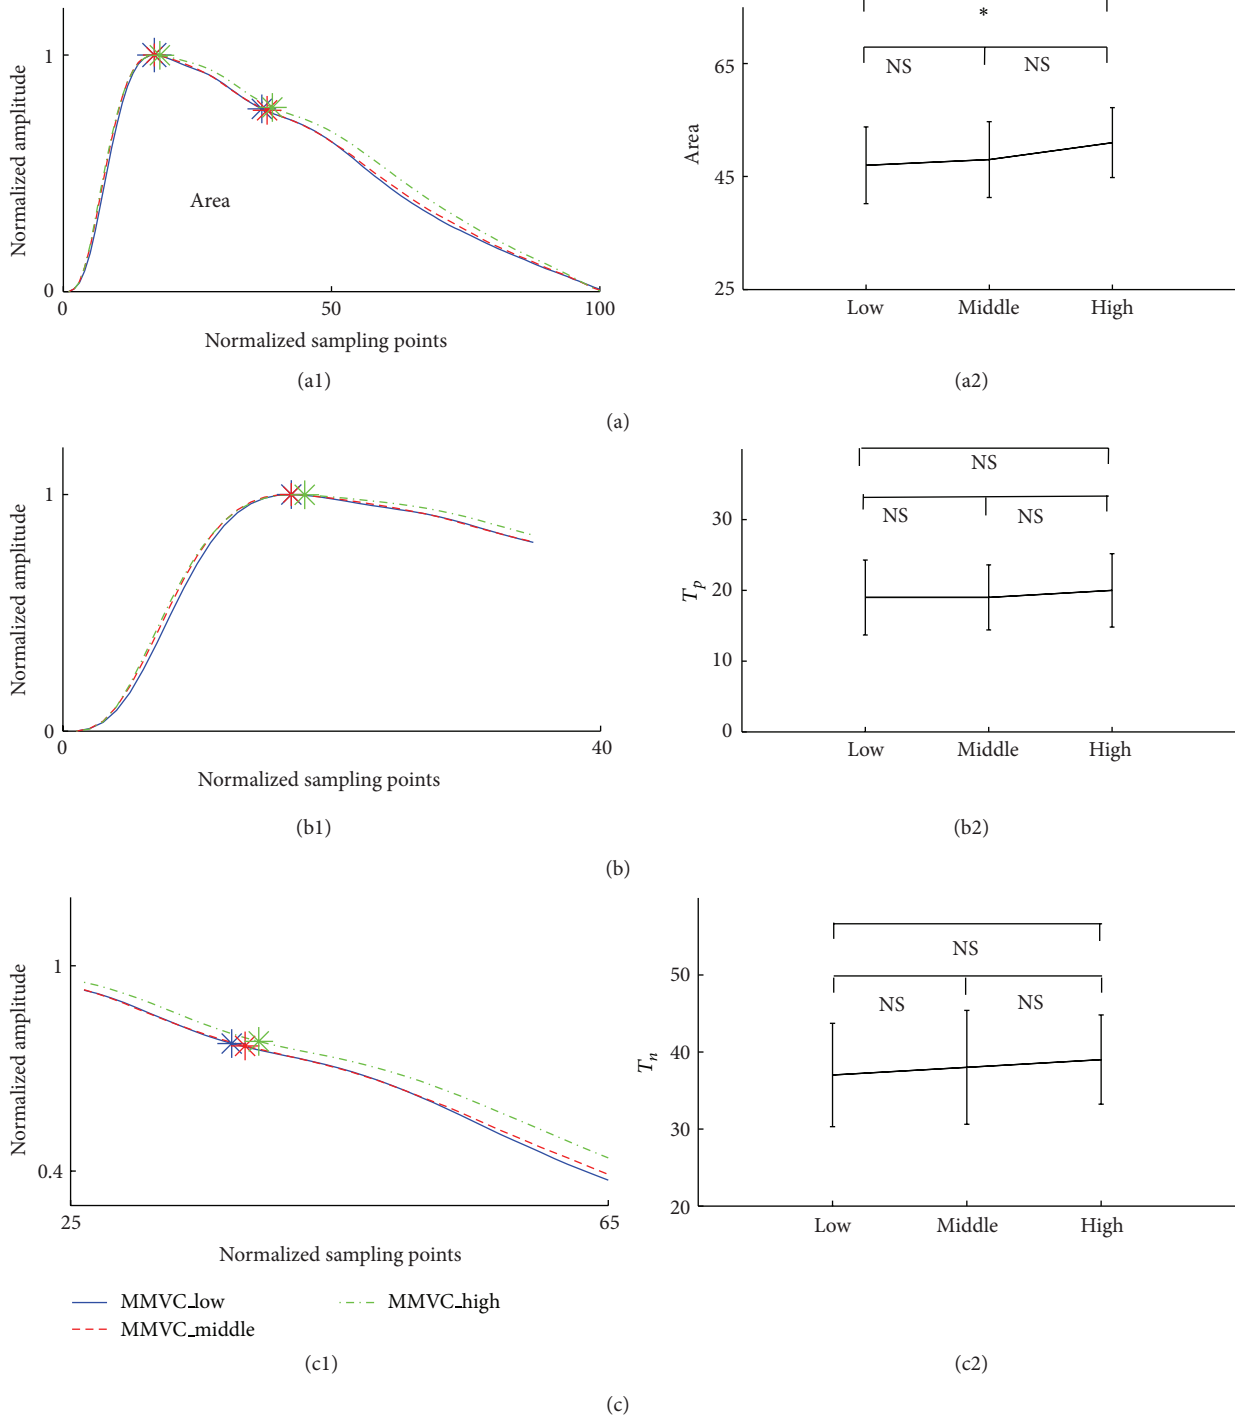 1
Normalized amplitude
Area
0
0
50
100
Normalized sampling points
(a1)
*
65
NS
NS
Area
45
25
Low
Middle
High
(a2)
(a)
1
Normalized amplitude
0
0
40
Normalized sampling points
(b1)
NS
NS
NS
30
20
T_p
10
0
Low
Middle
High
(b2)
(b)
1
Normalized amplitude
0.4
25
65
Normalized sampling points
MMVC_low
MMVC_high
MMVC_middle
(c1)
NS
50
NS
NS
40
T_n
30
20
Low
Middle
High
(c2)
(c)